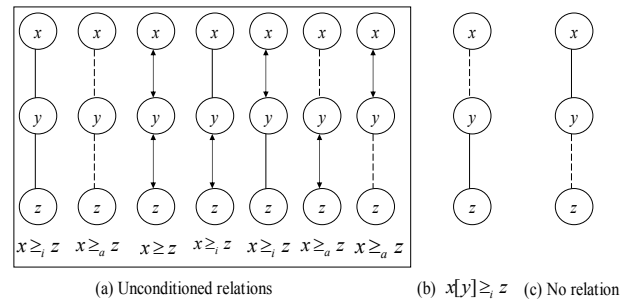 x x x x x x x x x
y y y y y y y y y
z z z z z z z z z
x ≥ᵢ z x ≥ₐ z x ≥ z x ≥ᵢ z x ≥ᵢ z x ≥ₐ z x ≥ₐ z
(a) Unconditioned relations (b) x[y] ≥ᵢ z (c) No relation